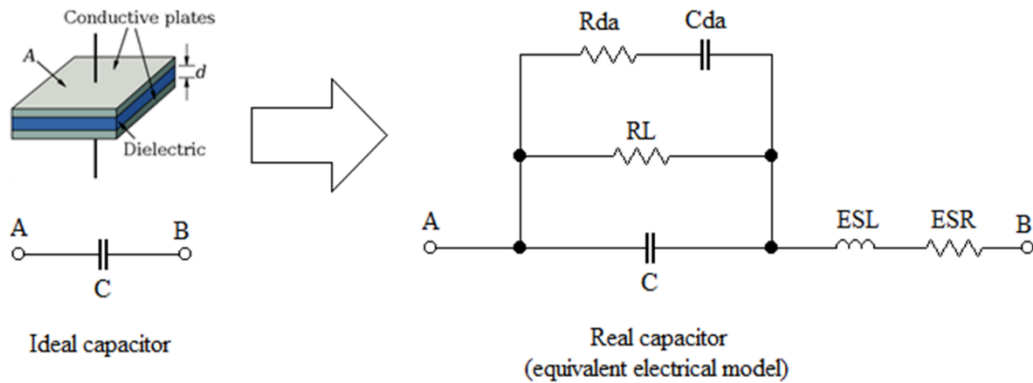 Conductive plates
A
d
Dielectric
A
B
C
Ideal capacitor
Rda
Cda
RL
A
ESL
ESR
B
C
Real capacitor
(equivalent electrical model)